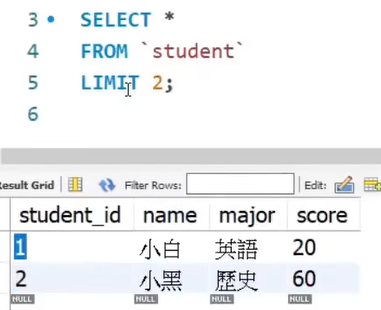 3 SELECT *
4 FROM `student`
5 LIMIT 2;
6
Result Grid Filter Rows: Edit:
student_id name major score
1 小白 英語 20
2 小黑 歷史 60
NULL NULL NULL NULL